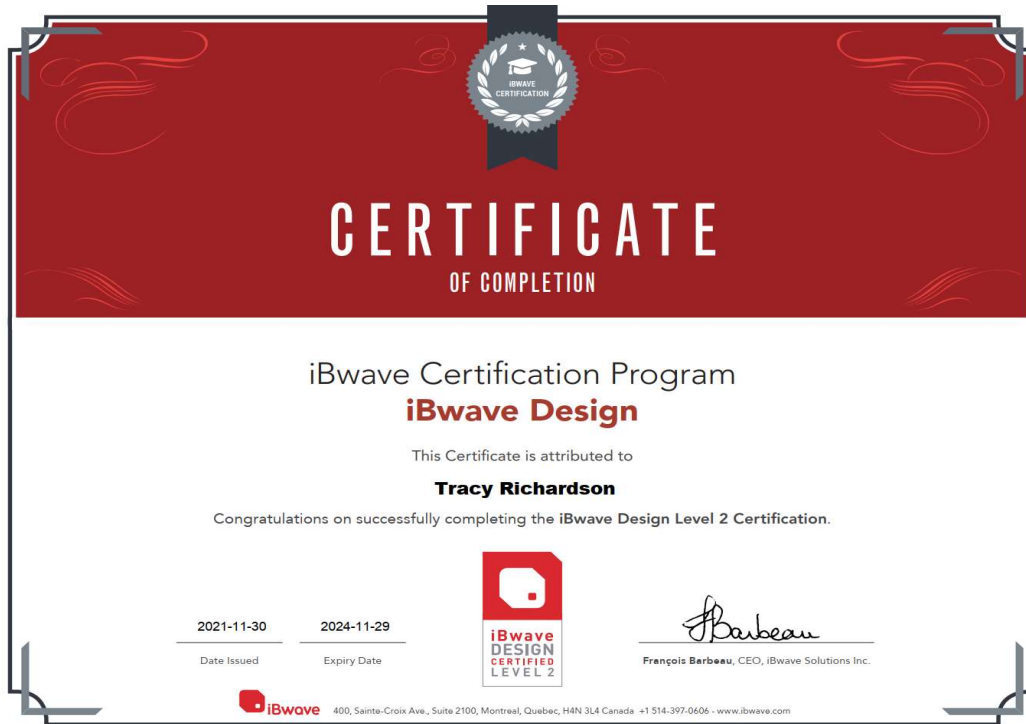 iBWAVE
CERTIFICATION
CERTIFICATE
OF COMPLETION
iBwave Certification Program
iBwave Design
This Certificate is attributed to
Tracy Richardson
Congratulations on successfully completing the iBwave Design Level 2 Certification.
2021-11-30
Date Issued
2024-11-29
Expiry Date
iBwave
DESIGN
CERTIFIED
LEVEL 2
Barbeau
François Barbeau, CEO, iBwave Solutions Inc.
iBwave 400, Sainte-Croix Ave., Suite 2100, Montreal, Quebec, H4N 3L4 Canada +1 514-397-0606 - www.ibwave.com